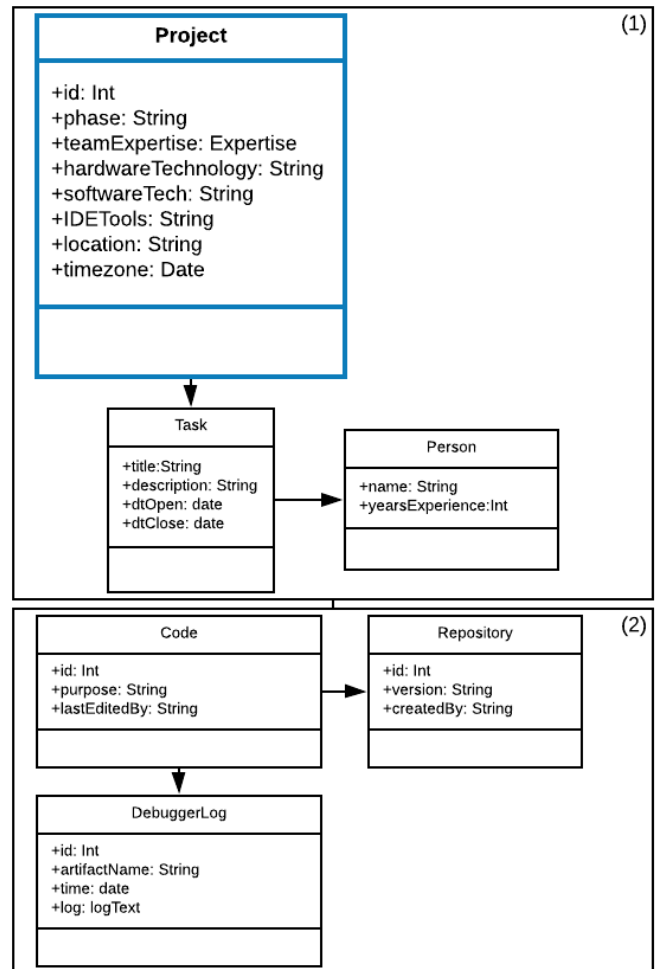 (1)
Project
+id: Int
+phase: String
+teamExpertise: Expertise
+hardwareTechnology: String
+softwareTech: String
+IDETools: String
+location: String
+timezone: Date
Task
+title:String
+description: String
+dtOpen: date
+dtClose: date
Person
+name: String
+yearsExperience:Int
(2)
Code
+id: Int
+purpose: String
+lastEditedBy: String
Repository
+id: Int
+version: String
+createdBy: String
DebuggerLog
+id: Int
+artifactName: String
+time: date
+log: logText